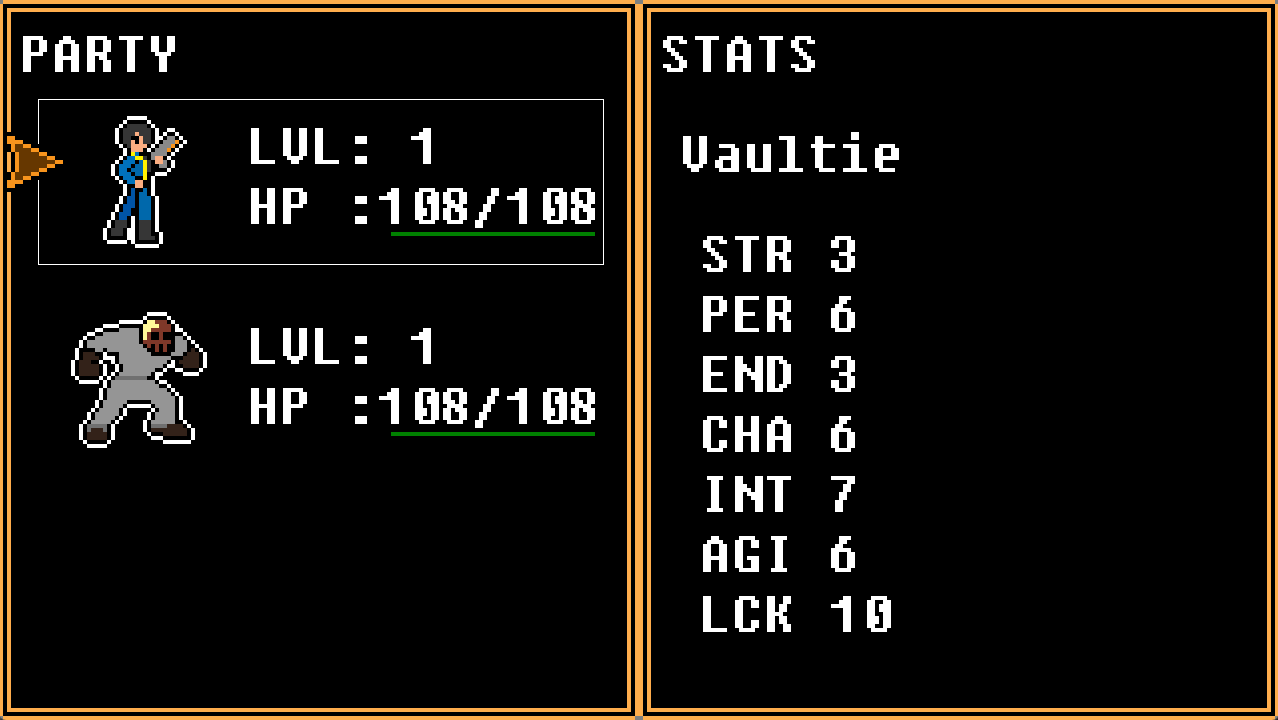 PARTY
LVL: 1
HP :108/108
LVL: 1
HP :108/108
STATS
Vaultie
STR 3
PER 6
END 3
CHA 6
INT 7
AGI 6
LCK 10